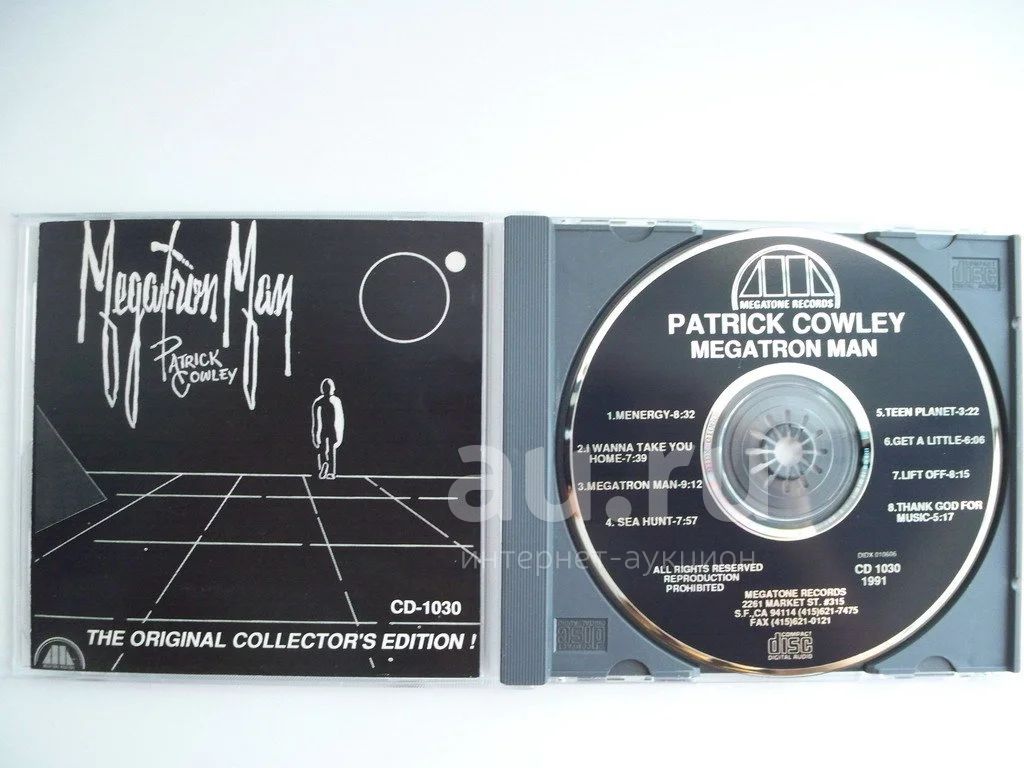 Megatron Man
PATRICK
COWLEY
CD-1030
THE ORIGINAL COLLECTOR'S EDITION !
MEGATONE RECORDS
PATRICK COWLEY
MEGATRON MAN
1.MENERGY-8:32
2.I WANNA TAKE YOU
HOME-7:39
3.MEGATRON MAN-9:12
4. SEA HUNT-7:57
5.TEEN PLANET-3:22
6.GET A LITTLE-6:06
7.LIFT OFF-8:15
8.THANK GOD FOR
MUSIC-5:17
DIDX 010606
ALL RIGHTS RESERVED
REPRODUCTION
PROHIBITED
CD 1030
1991
MEGATONE RECORDS
2261 MARKET ST. #315
S.F.,CA 94114 (415)621-7475
FAX (415)621-0121
COMPACT
disc
DIGITAL AUDIO
au.ru
интернет-аукцион